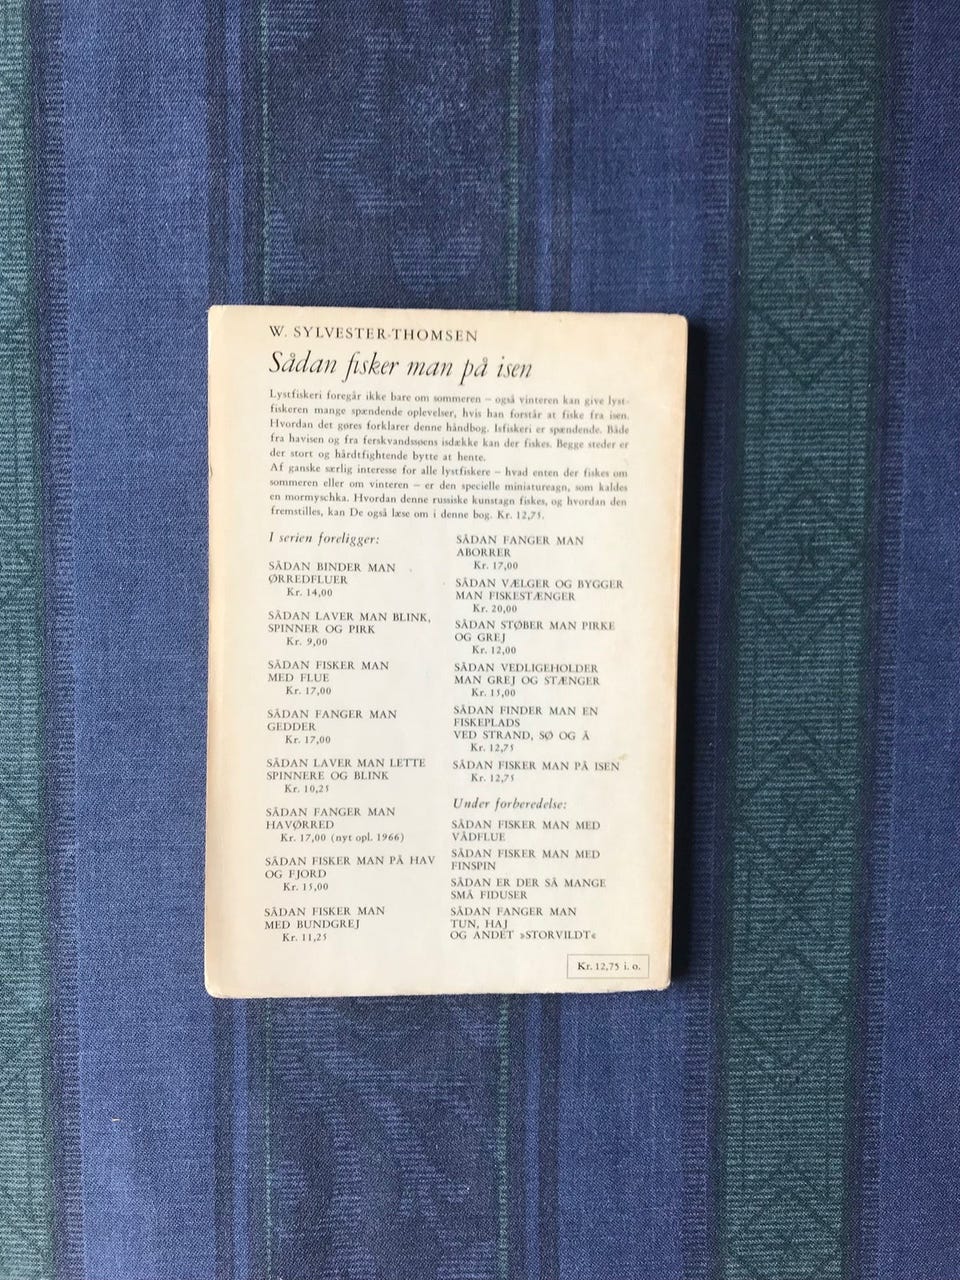 W. SYLVESTER-THOMSEN
Sådan fisker man på isen
Lystfiskeri foregår ikke bare om sommeren – også vinteren kan give lyst-
fiskeren mange spændende oplevelser, hvis han forstår at fiske fra isen.
Hvordan det gøres forklarer denne håndbog. Isfiskeri er spændende. Både
fra havisen og fra ferskvandssøens isdække kan der fiskes. Begge steder er
der stort og hårdtfightende bytte at hente.
Af ganske særlig interesse for alle lystfiskere – hvad enten der fiskes om
sommeren eller om vinteren – er den specielle miniatureagn, som kaldes
en mormyschka. Hvordan denne russiske kunstagn fiskes, og hvordan den
fremstilles, kan De også læse om i denne bog. Kr. 12,75.
I serien foreligger:
SÅDAN BINDER MAN
ØRREDFLUER
Kr. 14,00
SÅDAN LAVER MAN BLINK,
SPINNER OG PIRK
Kr. 9,00
SÅDAN FISKER MAN
MED FLUE
Kr. 17,00
SÅDAN FANGER MAN
GEDDER
Kr. 17,00
SÅDAN LAVER MAN LETTE
SPINNERE OG BLINK
Kr. 10,25
SÅDAN FANGER MAN
HAVØRRED
Kr. 17,00 (nyt opl. 1966)
SÅDAN FISKER MAN PÅ HAV
OG FJORD
Kr. 15,00
SÅDAN FISKER MAN
MED BUNDGREJ
Kr. 11,25
SÅDAN FANGER MAN
ABORRER
Kr. 17,00
SÅDAN VÆLGER OG BYGGER
MAN FISKESTÆNGER
Kr. 20,00
SÅDAN STØBER MAN PIRKE
OG GREJ
Kr. 12,00
SÅDAN VEDLIGEHOLDER
MAN GREJ OG STÆNGER
Kr. 15,00
SÅDAN FINDER MAN EN
FISKEPLADS
VED STRAND, SØ OG Å
Kr. 12,75
SÅDAN FISKER MAN PÅ ISEN
Kr. 12,75
Under forberedelse:
SÅDAN FISKER MAN MED
VÅDFLUE
SÅDAN FISKER MAN MED
FINSPIN
SÅDAN ER DER SÅ MANGE
SMÅ FIDUSER
SÅDAN FANGER MAN
TUN, HAJ
OG ANDET »STORVILDT«
Kr. 12,75 i. o.